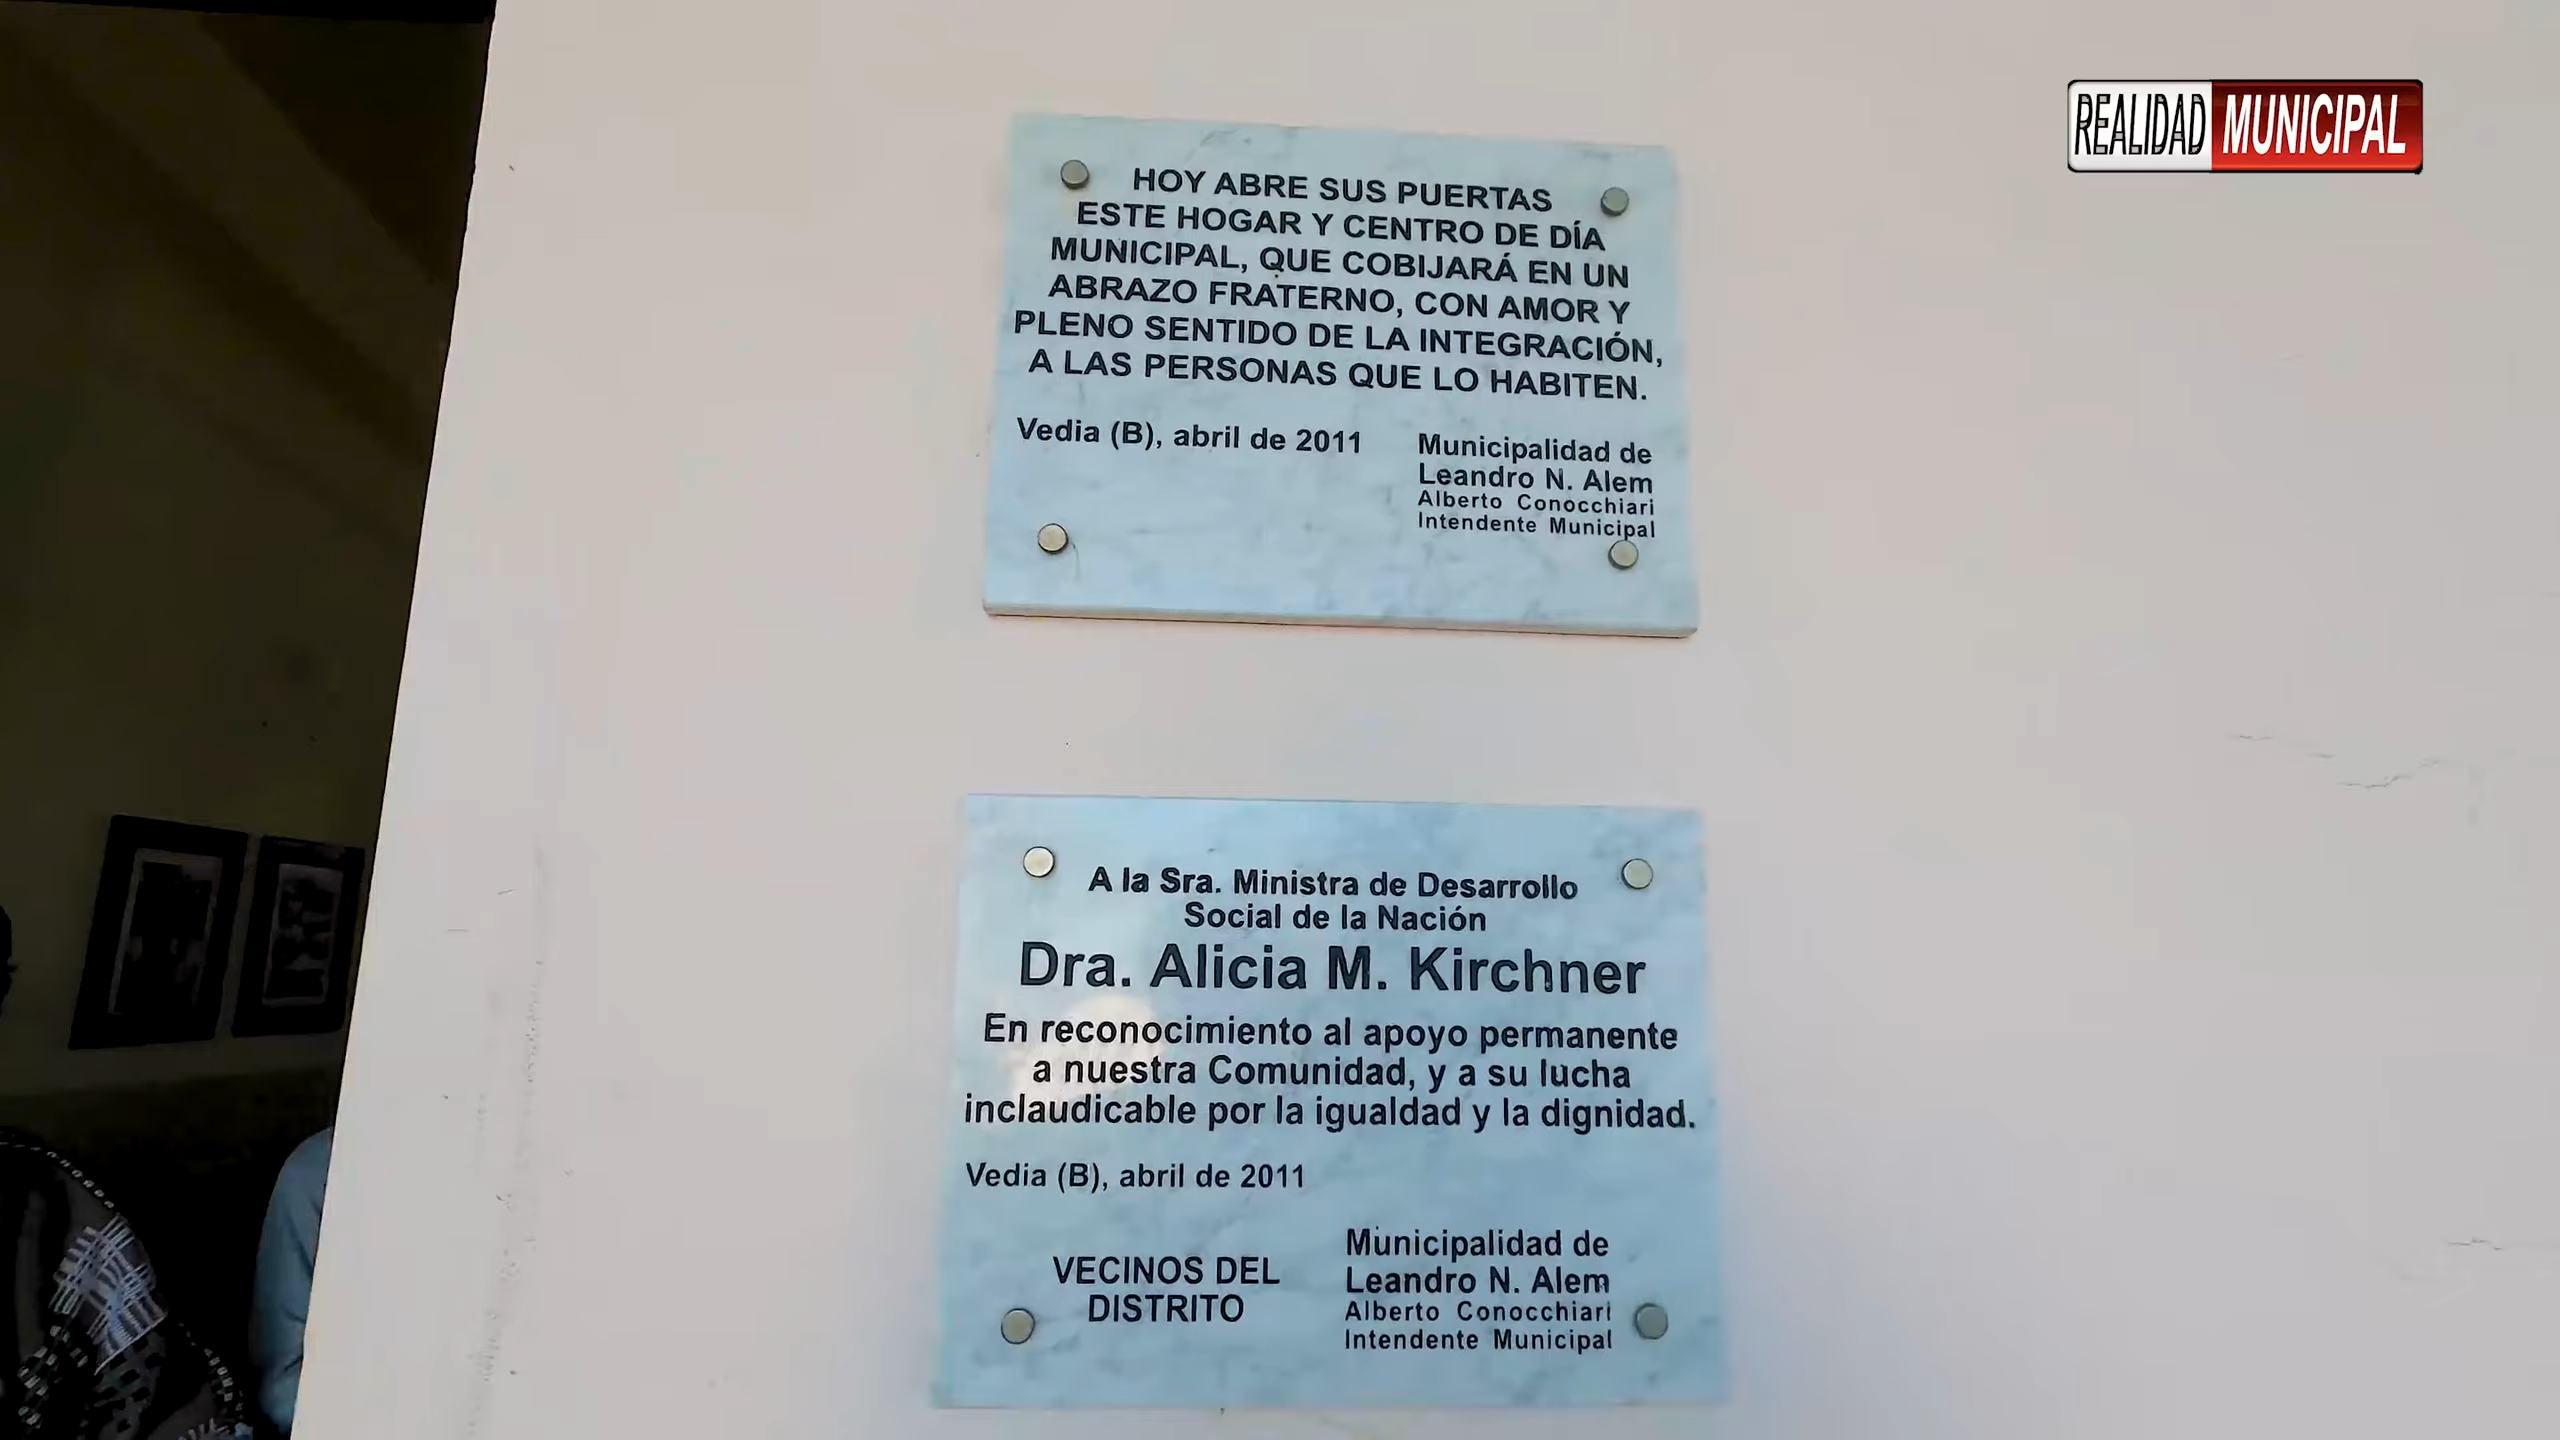 REALIDAD MUNICIPAL
HOY ABRE SUS PUERTAS
ESTE HOGAR Y CENTRO DE DÍA
MUNICIPAL, QUE COBIJARÁ EN UN
ABRAZO FRATERNO, CON AMOR Y
PLENO SENTIDO DE LA INTEGRACIÓN,
A LAS PERSONAS QUE LO HABITEN.
Vedia (B), abril de 2011
Municipalidad de
Leandro N. Alem
Alberto Conocchiari
Intendente Municipal
A la Sra. Ministra de Desarrollo
Social de la Nación
Dra. Alicia M. Kirchner
En reconocimiento al apoyo permanente
a nuestra Comunidad, y a su lucha
inclaudicable por la igualdad y la dignidad.
Vedia (B), abril de 2011
VECINOS DEL
DISTRITO
Municipalidad de
Leandro N. Alem
Alberto Conocchiari
Intendente Municipal